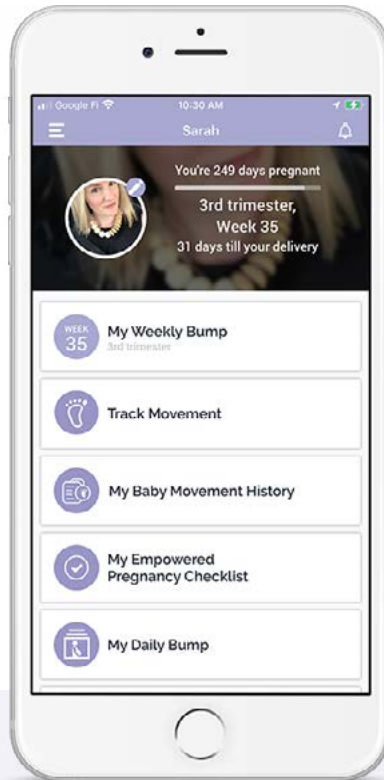 Google Fi 10:30 AM
Sarah
You're 249 days pregnant
3rd trimester,
Week 35
31 days till your delivery
WEEK
35
My Weekly Bump
3rd trimester
Track Movement
My Baby Movement History
My Empowered
Pregnancy Checklist
My Daily Bump